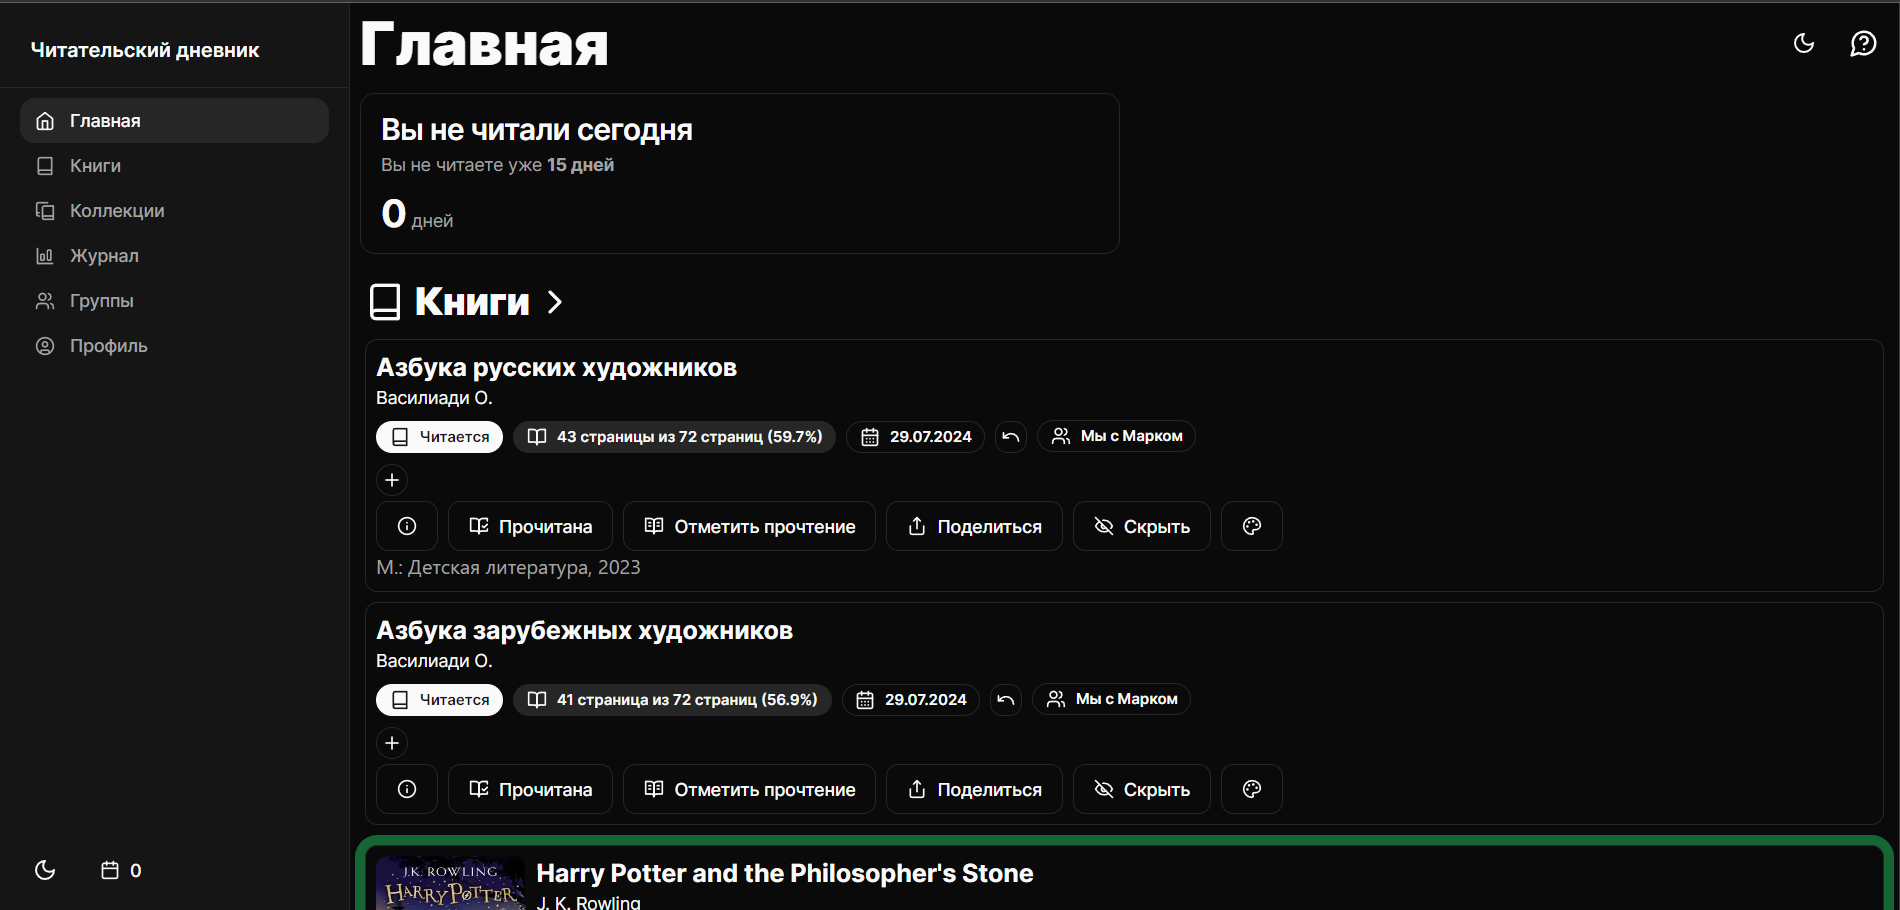 Читательский дневник
Главная
Книги
Коллекции
Журнал
Группы
Профиль
0
Главная
Вы не читали сегодня
Вы не читаете уже 15 дней
0 дней
Книги
Азбука русских художников
Василиади О.
Читается 43 страницы из 72 страниц (59.7%) 29.07.2024 Мы с Марком
Прочитана Отметить прочтение Поделиться Скрыть
М.: Детская литература, 2023
Азбука зарубежных художников
Василиади О.
Читается 41 страница из 72 страниц (56.9%) 29.07.2024 Мы с Марком
Прочитана Отметить прочтение Поделиться Скрыть
J.K. ROWLING
HARRY POTTER
Harry Potter and the Philosopher's Stone
J. K. Rowling